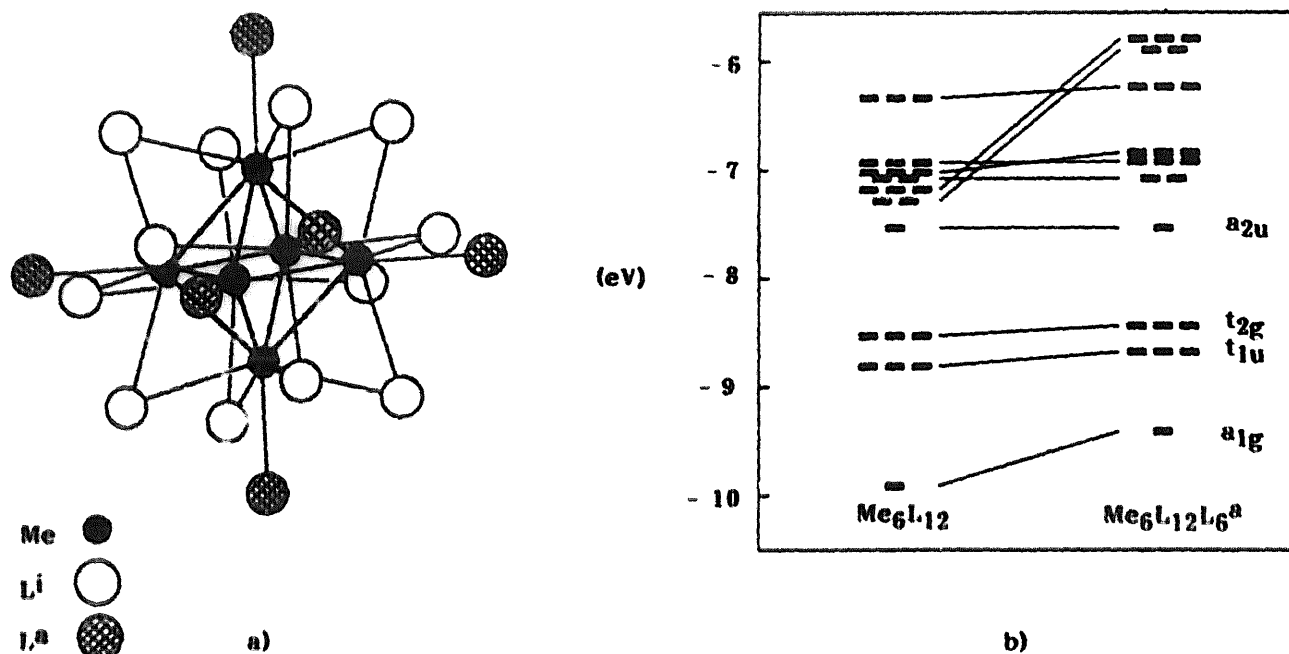 Me
Li
La
a)
(eV)
- 6
- 7
- 8
- 9
- 10
Me6L12
Me6L12L6a
a2u
t2g
t1u
a1g
b)